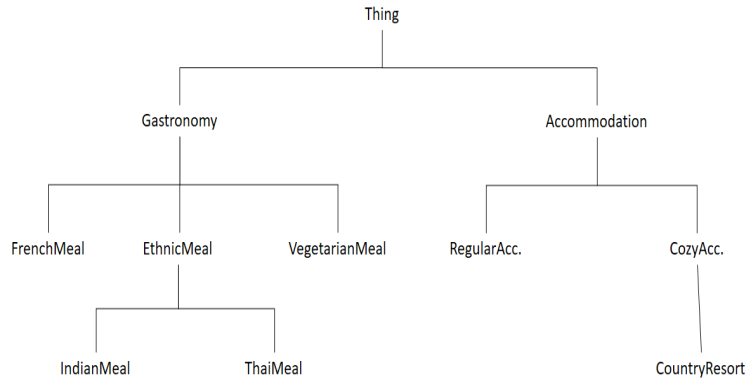 Thing
Gastronomy
Accommodation
FrenchMeal
EthnicMeal
VegetarianMeal
RegularAcc.
CozyAcc.
IndianMeal
ThaiMeal
CountryResort